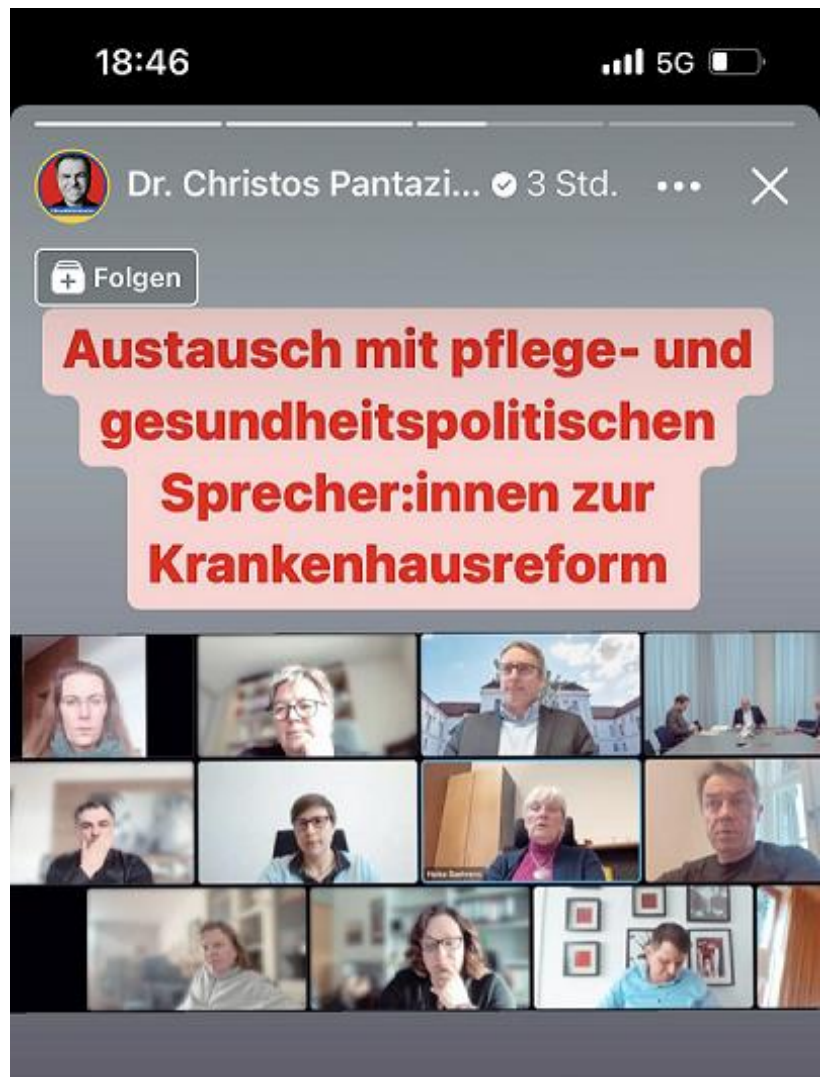 18:46
5G
Dr. Christos Pantazi... 3 Std.
Folgen
Austausch mit pflege- und
gesundheitspolitischen
Sprecher:innen zur
Krankenhausreform
Heike Baehrens